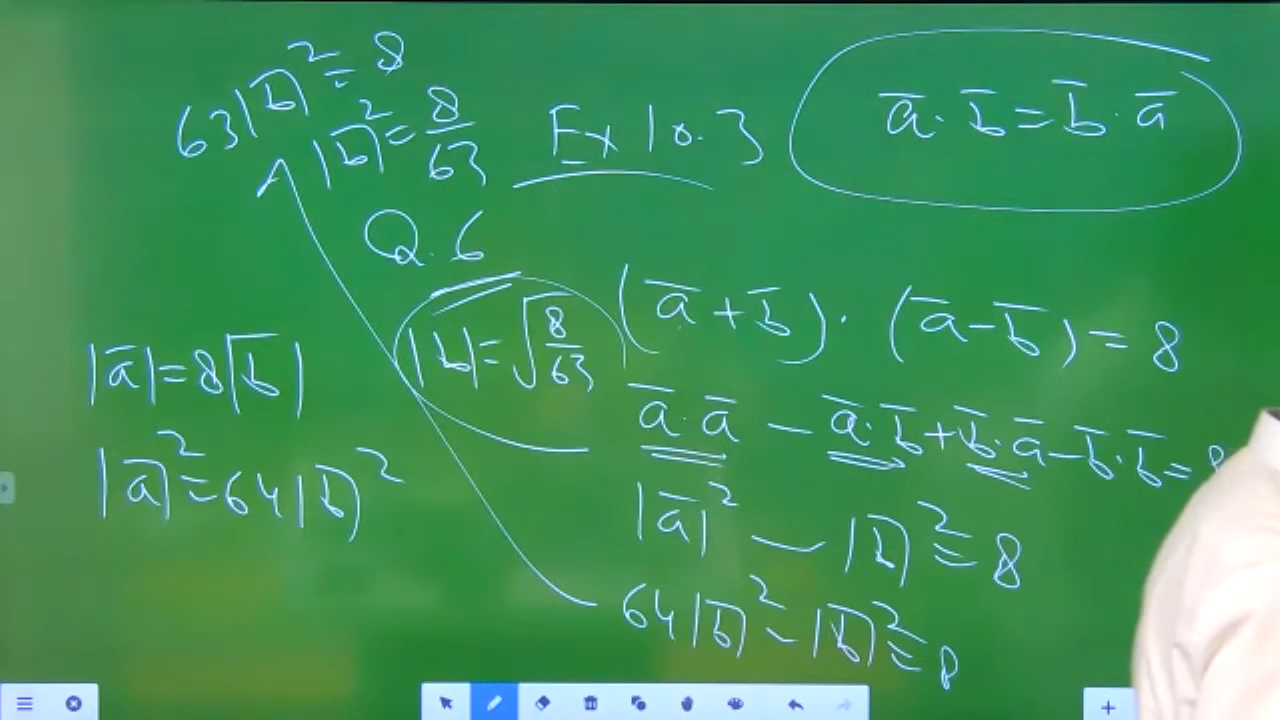 63|b̅|² = 8
|b̅|² = 8/63
Ex 10.3
a̅ · b̅ = b̅ · a̅
Q.6
(a̅ + b̅) · (a̅ - b̅) = 8
|b̅| = √(8/63)
|a̅| = 8|b̅|
a̅ · a̅ - a̅ · b̅ + b̅ · a̅ - b̅ · b̅ = 8
|a̅|² = 64|b̅|²
|a̅|² - |b̅|² = 8
64|b̅|² - |b̅|² = 8